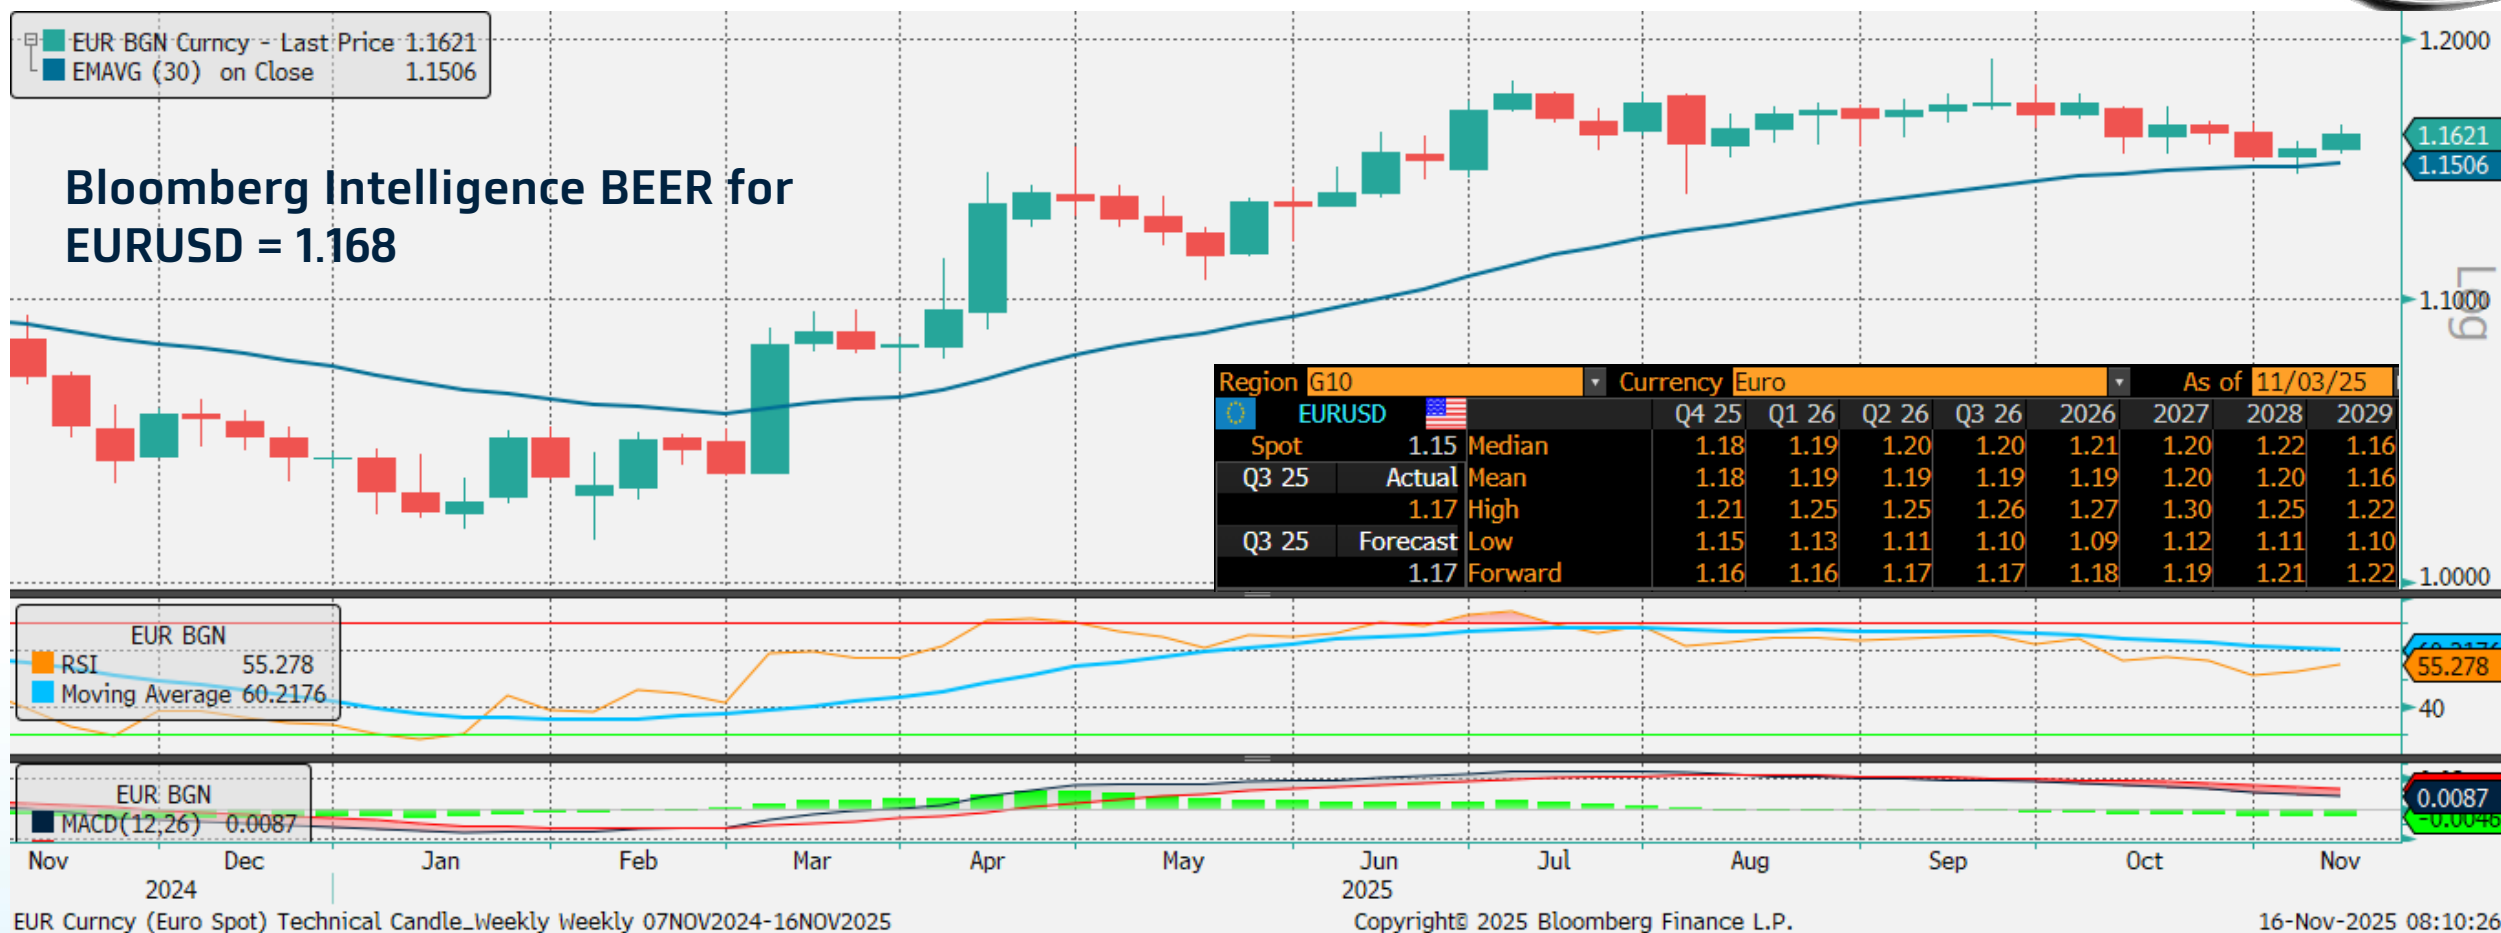 EUR BGN Curncy - Last Price 1.1621
EMAVG (30) on Close 1.1506
Bloomberg Intelligence BEER for
EURUSD = 1.168
1.2000
1.1621
1.1506
1.1000
Log
1.0000
Region G10 Currency Euro As of 11/03/25
EURUSD Q4 25 Q1 26 Q2 26 Q3 26 2026 2027 2028 2029
Spot 1.15 Median 1.18 1.19 1.20 1.20 1.21 1.20 1.22 1.16
Q3 25 Actual Mean 1.18 1.19 1.19 1.19 1.19 1.20 1.20 1.16
1.17 High 1.21 1.25 1.25 1.26 1.27 1.30 1.25 1.22
Q3 25 Forecast Low 1.15 1.13 1.11 1.10 1.09 1.12 1.11 1.10
1.17 Forward 1.16 1.16 1.17 1.17 1.18 1.19 1.21 1.22
EUR BGN
RSI 55.278
Moving Average 60.2176
60.2176
55.278
40
EUR BGN
MACD(12,26) 0.0087
0.0087
-0.0046
Nov Dec Jan Feb Mar Apr May Jun Jul Aug Sep Oct Nov
2024 2025
EUR Curncy (Euro Spot) Technical Candle_Weekly Weekly 07NOV2024-16NOV2025 Copyright© 2025 Bloomberg Finance L.P. 16-Nov-2025 08:10:26